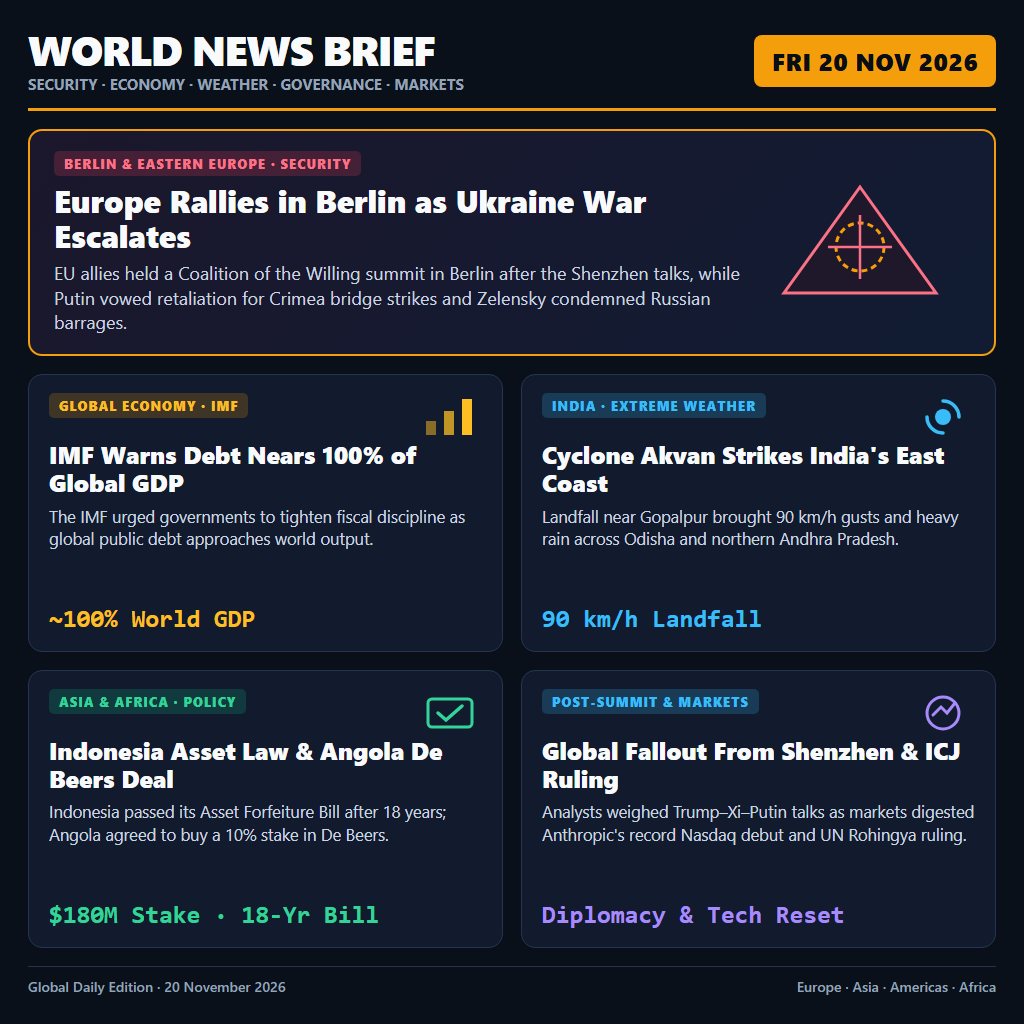 WORLD NEWS BRIEF
SECURITY · ECONOMY · WEATHER · GOVERNANCE · MARKETS
FRI 20 NOV 2026
BERLIN & EASTERN EUROPE · SECURITY
Europe Rallies in Berlin as Ukraine War
Escalates
EU allies held a Coalition of the Willing summit in Berlin after the Shenzhen talks, while
Putin vowed retaliation for Crimea bridge strikes and Zelensky condemned Russian
barrages.
GLOBAL ECONOMY · IMF
IMF Warns Debt Nears 100% of
Global GDP
The IMF urged governments to tighten fiscal discipline as
global public debt approaches world output.
~100% World GDP
INDIA · EXTREME WEATHER
Cyclone Akvan Strikes India's East
Coast
Landfall near Gopalpur brought 90 km/h gusts and heavy
rain across Odisha and northern Andhra Pradesh.
90 km/h Landfall
ASIA & AFRICA · POLICY
Indonesia Asset Law & Angola De
Beers Deal
Indonesia passed its Asset Forfeiture Bill after 18 years;
Angola agreed to buy a 10% stake in De Beers.
$180M Stake · 18-Yr Bill
POST-SUMMIT & MARKETS
Global Fallout From Shenzhen & ICJ
Ruling
Analysts weighed Trump–Xi–Putin talks as markets digested
Anthropic's record Nasdaq debut and UN Rohingya ruling.
Diplomacy & Tech Reset
Global Daily Edition · 20 November 2026
Europe · Asia · Americas · Africa